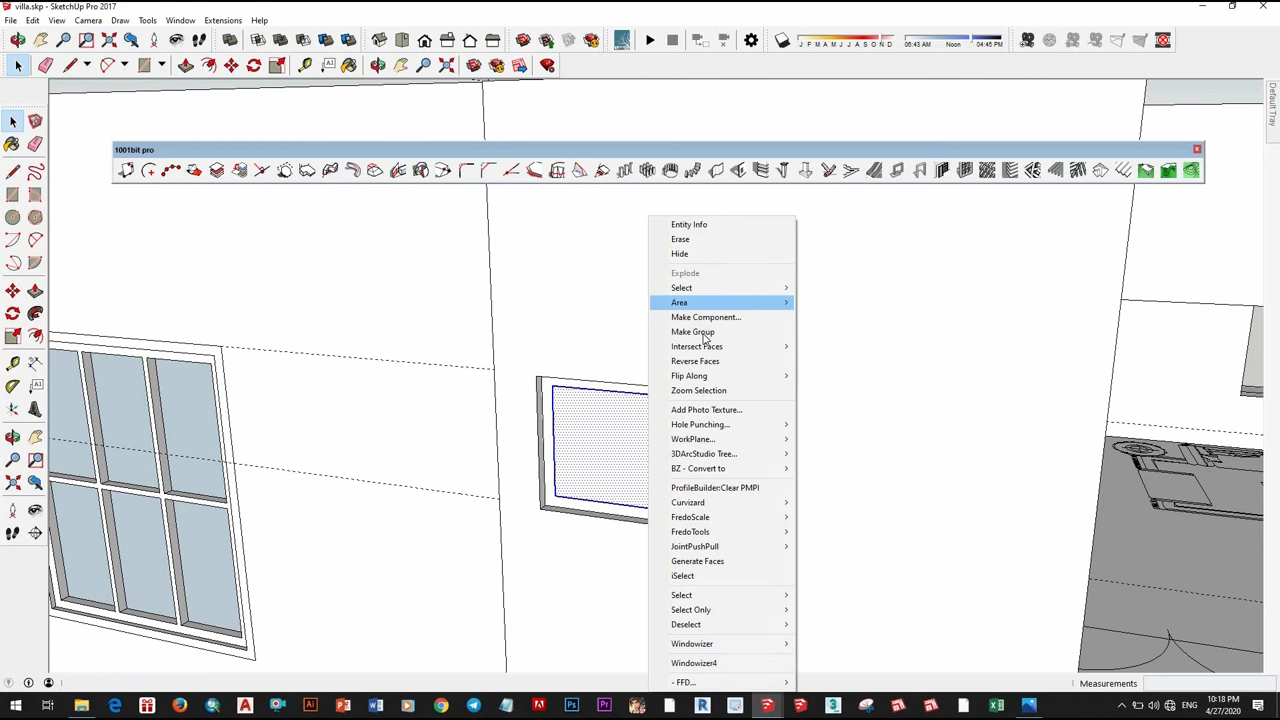 villa.skp - SketchUp Pro 2017
File Edit View Camera Draw Tools Window Extensions Help
J F M A M J J A S O N D 06:43 AM Noon 04:45 PM
Default Tray
1001bit pro
Entity Info
Erase
Hide
Explode
Select
Area
Make Component...
Make Group
Intersect Faces
Reverse Faces
Flip Along
Zoom Selection
Add Photo Texture...
Hole Punching...
WorkPlane...
3DArcStudio Tree...
BZ - Convert to
ProfileBuilder:Clear PMPI
Curvizard
FredoScale
FredoTools
JointPushPull
Generate Faces
iSelect
Select
Select Only
Deselect
Windowizer
Windowizer4
- FFD...
Measurements
10:18 PM
4/27/2020